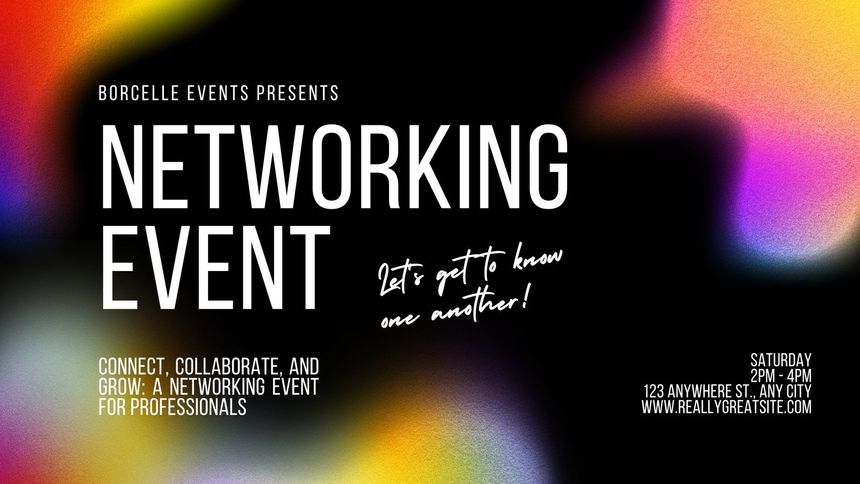 BORCELLE EVENTS PRESENTS
NETWORKING
EVENT
Let's get to know
one another!
CONNECT, COLLABORATE, AND
GROW: A NETWORKING EVENT
FOR PROFESSIONALS
SATURDAY
2PM - 4PM
123 ANYWHERE ST., ANY CITY
WWW.REALLYGREATSITE.COM